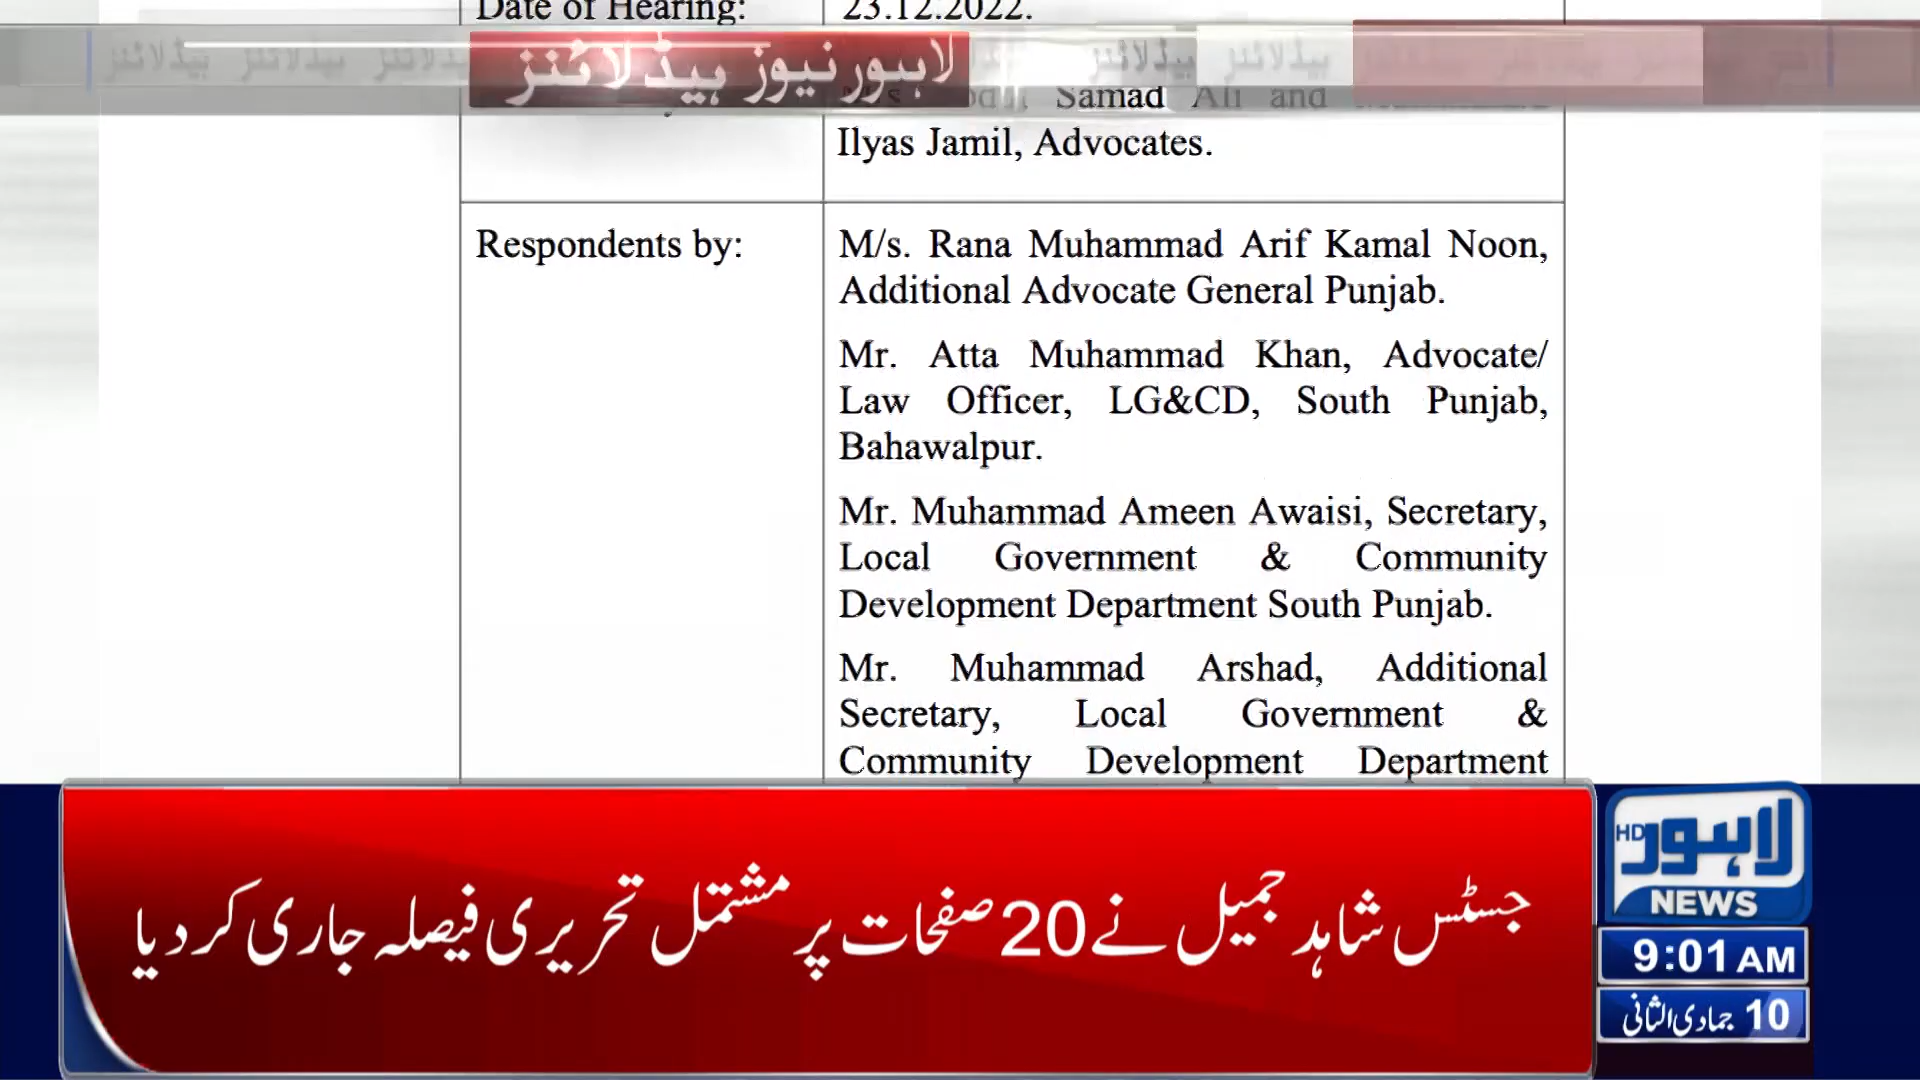 Date of Hearing: 23.12.2022.
لاہور نیوز ہیڈلائنز
Samad Ali and
Ilyas Jamil, Advocates.
Respondents by:
M/s. Rana Muhammad Arif Kamal Noon,
Additional Advocate General Punjab.
Mr. Atta Muhammad Khan, Advocate/
Law Officer, LG&CD, South Punjab,
Bahawalpur.
Mr. Muhammad Ameen Awaisi, Secretary,
Local Government & Community
Development Department South Punjab.
Mr. Muhammad Arshad, Additional
Secretary, Local Government &
Community Development Department
جسٹس شاہد جمیل نے 20 صفحات پر مشتمل تحریری فیصلہ جاری کر دیا
لاہور HD
NEWS
9:01 AM
10 جمادی الثانی